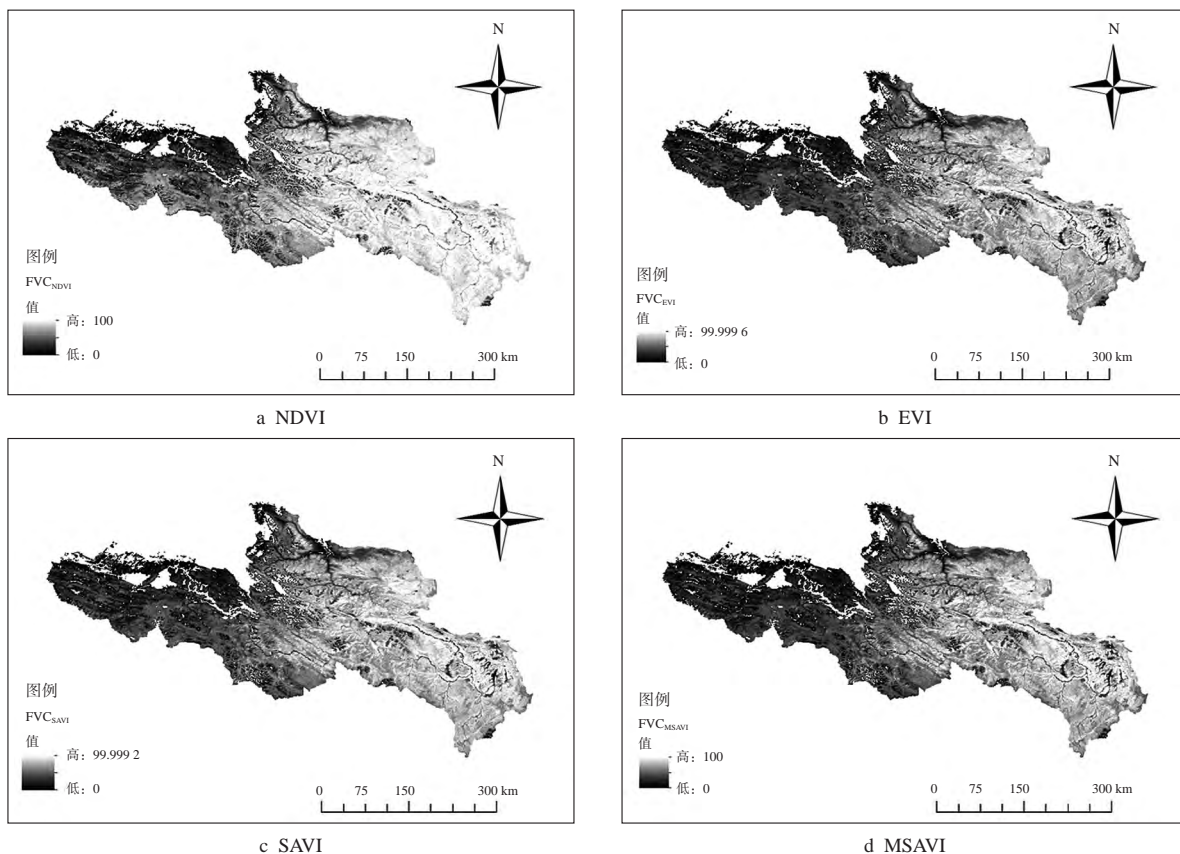 N
图例
FVCNDVI
值
高: 100
低: 0
0 75 150 300 km
a NDVI
N
图例
FVCEVI
值
高: 99.999 6
低: 0
0 75 150 300 km
b EVI
N
图例
FVCSAVI
值
高: 99.999 2
低: 0
0 75 150 300 km
c SAVI
N
图例
FVCMSAVI
值
高: 100
低: 0
0 75 150 300 km
d MSAVI